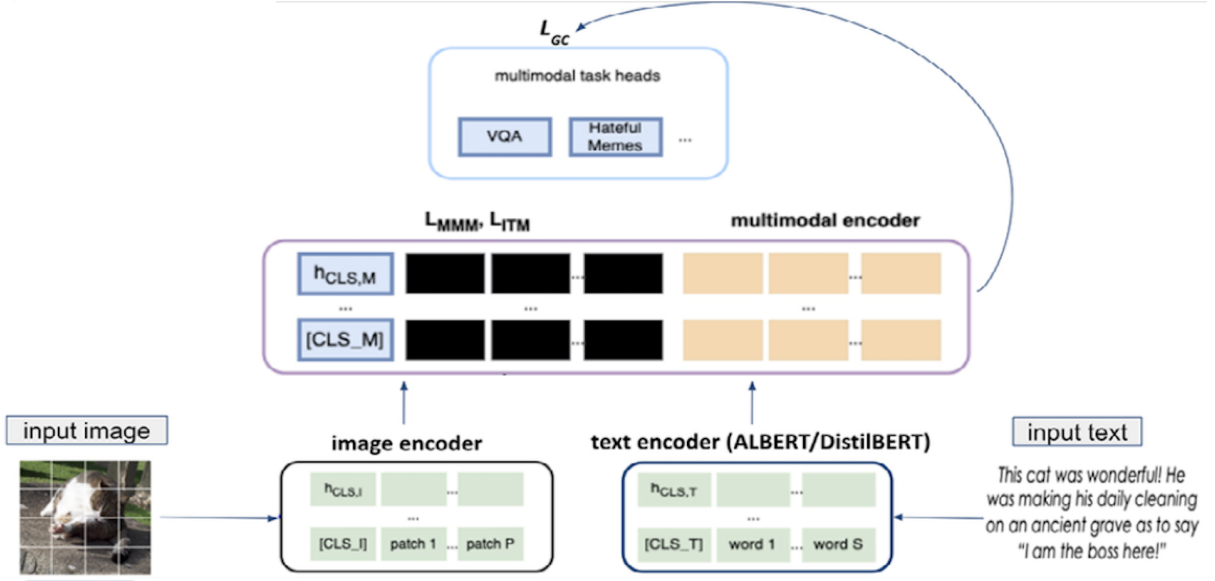 L_GC
multimodal task heads
VQA
Hateful
Memes
...
L_MMM, L_ITM
multimodal encoder
h_CLS,M
...
...
...
...
...
[CLS_M]
...
...
input image
image encoder
text encoder (ALBERT/DistilBERT)
input text
h_CLS,I
...
...
[CLS_I]
patch 1
...
patch P
h_CLS,T
...
...
[CLS_T]
word 1
...
word S
This cat was wonderful! He
was making his daily cleaning
on an ancient grave as to say
“I am the boss here!”